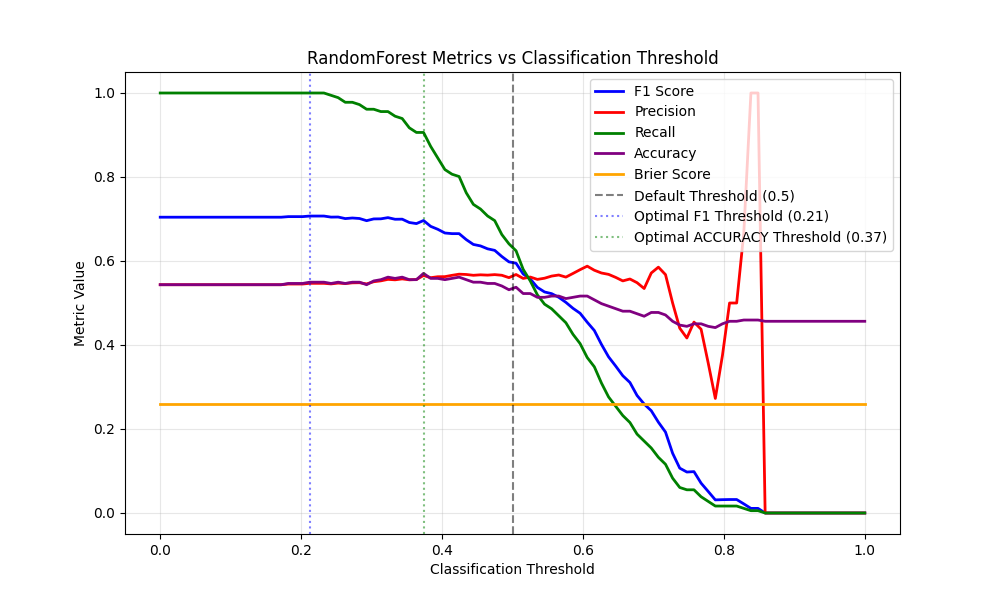 RandomForest Metrics vs Classification Threshold
F1 Score
Precision
Recall
Accuracy
Brier Score
Default Threshold (0.5)
Optimal F1 Threshold (0.21)
Optimal ACCURACY Threshold (0.37)
Metric Value
1.0
0.8
0.6
0.4
0.2
0.0
0.0 0.2 0.4 0.6 0.8 1.0
Classification Threshold